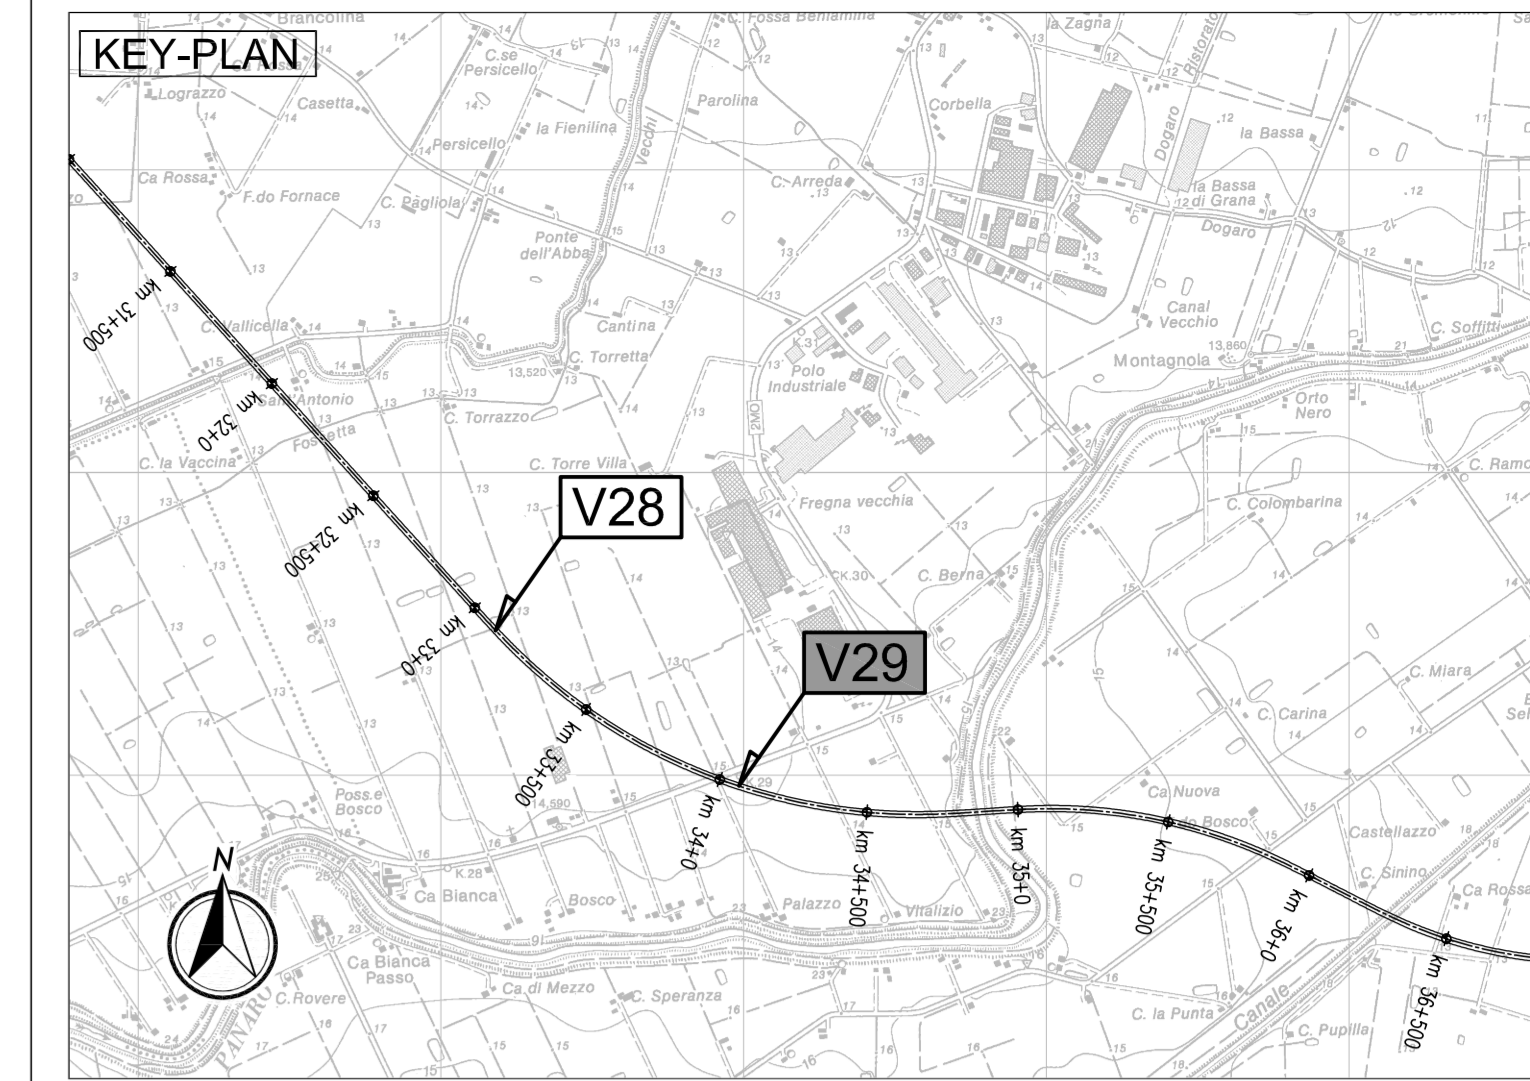 KEY-PLAN
Brancolina
C. Fossa Beniamina
la Zagna
C.se
Persicello
Lograzzo
Casetta
la Fienilina
Parolina
Corbella
Ristorato
Persicello
Vecchi
Dogaro
la Bassa
Ca Rossa
F.do Fornace
C. Pagliola
C. Arreda
la Bassa
di Grana
Dogaro
Ponte
dell'Abba
km 31+500
C. Vallicella
Cantina
Canal
Vecchio
C. Soffitti
C. Torretta
13,520
K.31
Polo
Industriale
Montagnola
13,860
Sant'Antonio
km 32+0
Fossetta
C. Torrazzo
2MO
Orto
Nero
C. la Vaccina
C. Torre Villa
V28
Fregna vecchia
C. Colombarina
km 32+500
K.30
C. Berna
km 33+0
V29
C. Miara
C. Carina
km 33+500
14,590
K.29
Poss.e
Bosco
km 34+0
Ca Nuova
do Bosco
Castellazzo
km 34+500
km 35+0
km 35+500
km 36+0
km 36+500
N
K.28
Ca Bianca
Bosco
Palazzo
Vitalizio
C. Sinino
Ca Rossa
Ca Bianca
Passo
C.Rovere
Ca.di Mezzo
C. Speranza
C. la Punta
Canale
C. Pupilla
PANARO